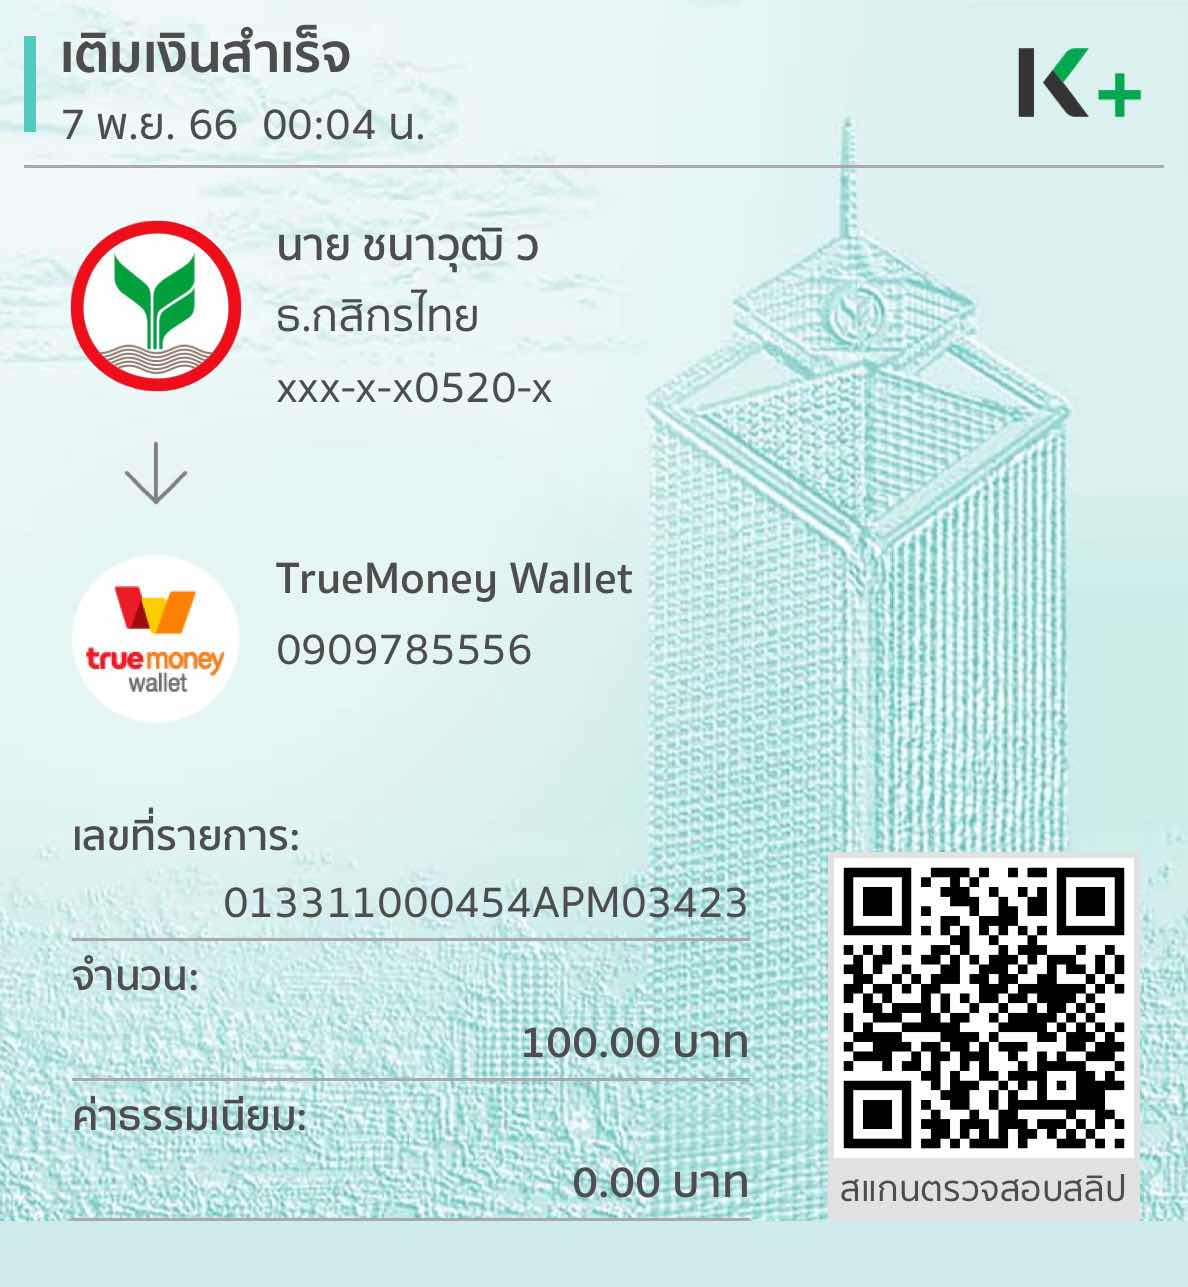 เติมเงินสำเร็จ
7 พ.ย. 66 00:04 น.
K+
นาย ชนาวุฒิ ว
ธ.กสิกรไทย
xxx-x-x0520-x
TrueMoney Wallet
0909785556
truemoney
wallet
เลขที่รายการ:
013311000454APM03423
จำนวน:
100.00 บาท
ค่าธรรมเนียม:
0.00 บาท
สแกนตรวจสอบสลิป